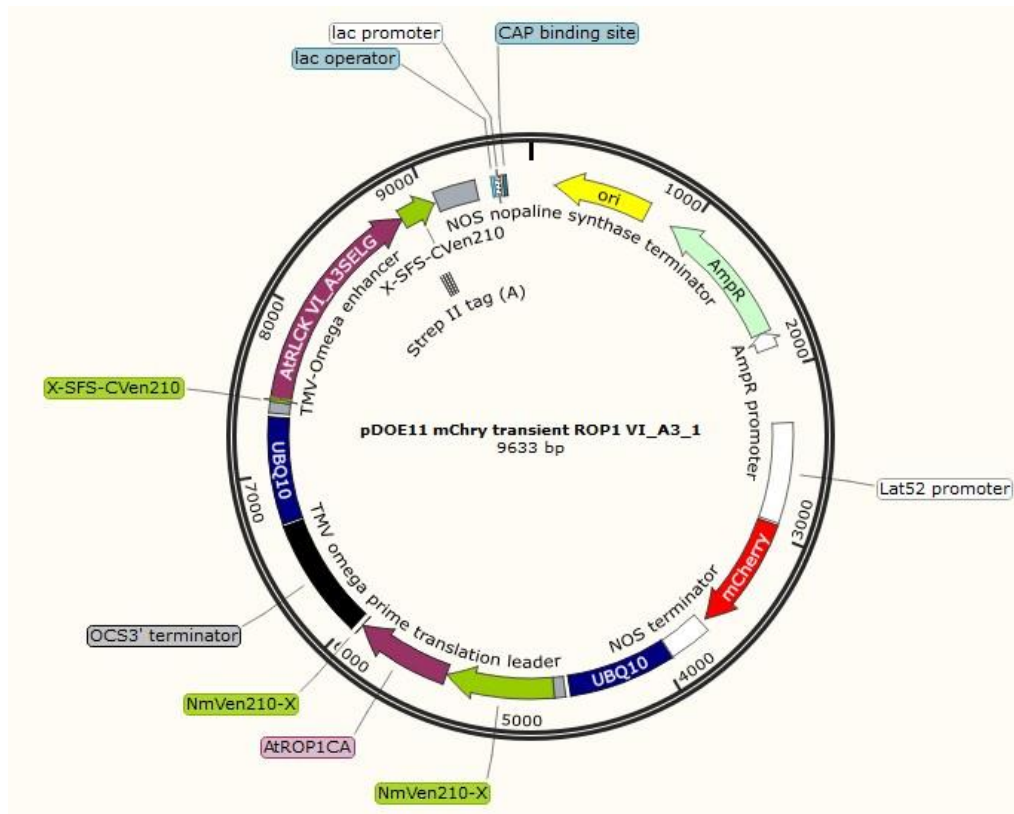 lac promoter
CAP binding site
lac operator
9000
1000
ori
NOS nopaline synthase terminator
X-SFS-CVen210
AmpR
AtRLCK VI_A3SELG
TMV-Omega enhancer
Strep II tag (A)
2000
8000
AmpR promoter
X-SFS-CVen210
pDOE11 mChry transient ROP1 VI_A3_1
9633 bp
UBQ10
7000
Lat52 promoter
3000
mCherry
TMV omega prime translation leader
NOS terminator
OCS3' terminator
6000
UBQ10
4000
NmVen210-X
5000
AtROP1CA
NmVen210-X